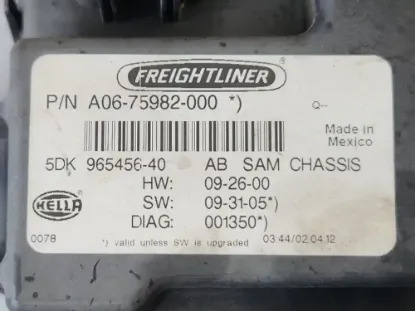 FREIGHTLINER
P/N A06-75982-000 *)
Q--
Made in
Mexico
5DK 965456-40 AB SAM CHASSIS
HW: 09-26-00
HELLA
SW: 09-31-05*)
DIAG: 001350*)
0078 *) valid unless SW is upgraded 03:44/02.04.12